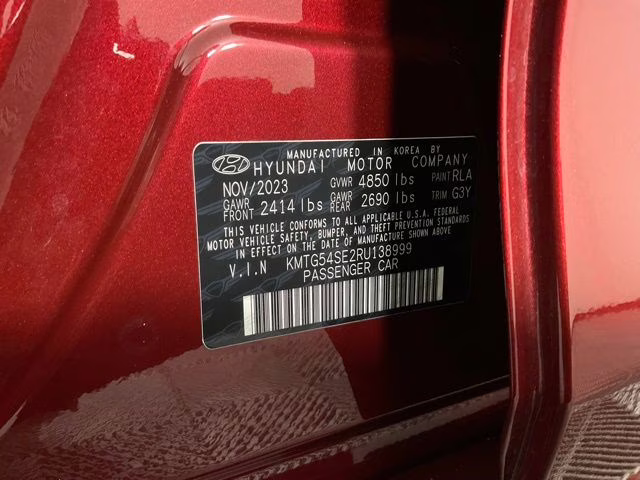 MANUFACTURED IN KOREA BY
HYUNDAI MOTOR COMPANY
NOV/2023 GVWR 4850 lbs PAINT RLA
GAWR FRONT 2414 lbs GAWR REAR 2690 lbs TRIM G3Y
THIS VEHICLE CONFORMS TO ALL APPLICABLE U.S.A. FEDERAL
MOTOR VEHICLE SAFETY, BUMPER, AND THEFT PREVENTION STANDARDS
IN EFFECT ON THE DATE OF MANUFACTURE SHOWN ABOVE.
V.I.N KMTG54SE2RU138999
PASSENGER CAR